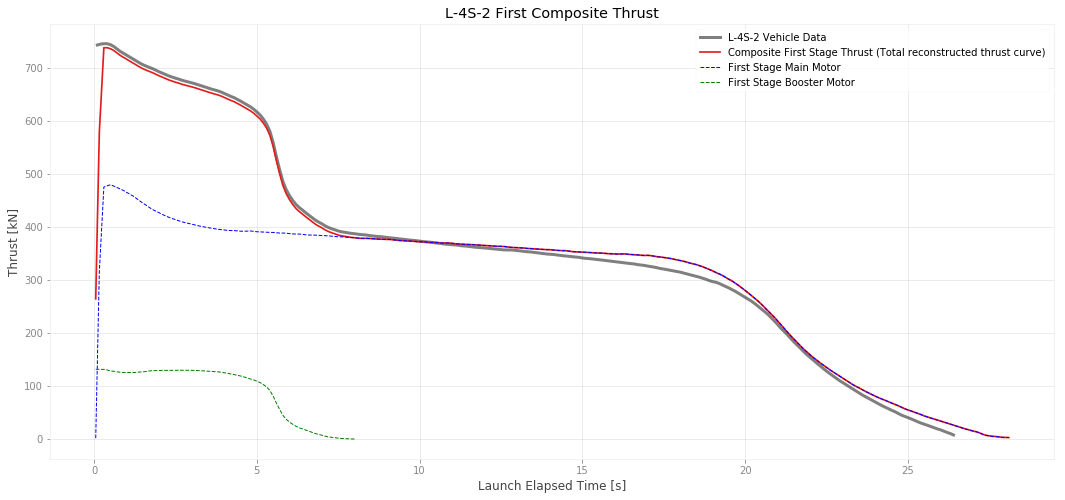 L-4S-2 First Composite Thrust
L-4S-2 Vehicle Data
Composite First Stage Thrust (Total reconstructed thrust curve)
First Stage Main Motor
First Stage Booster Motor
Thrust [kN]
700
600
500
400
300
200
100
0
0 5 10 15 20 25
Launch Elapsed Time [s]